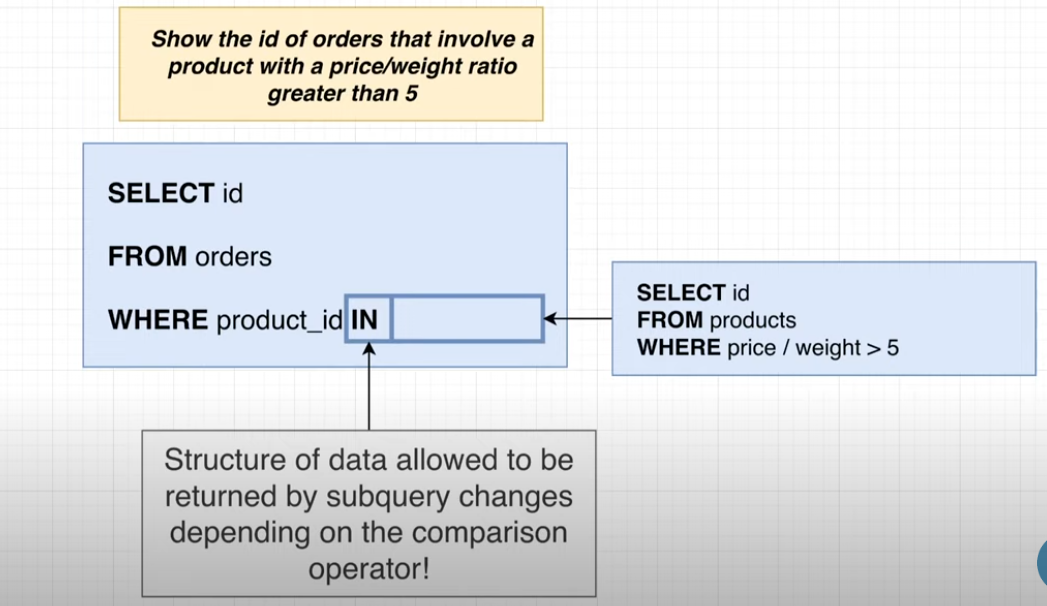 Show the id of orders that involve a
product with a price/weight ratio
greater than 5
SELECT id
FROM orders
WHERE product_id IN
SELECT id
FROM products
WHERE price / weight > 5
Structure of data allowed to be
returned by subquery changes
depending on the comparison
operator!